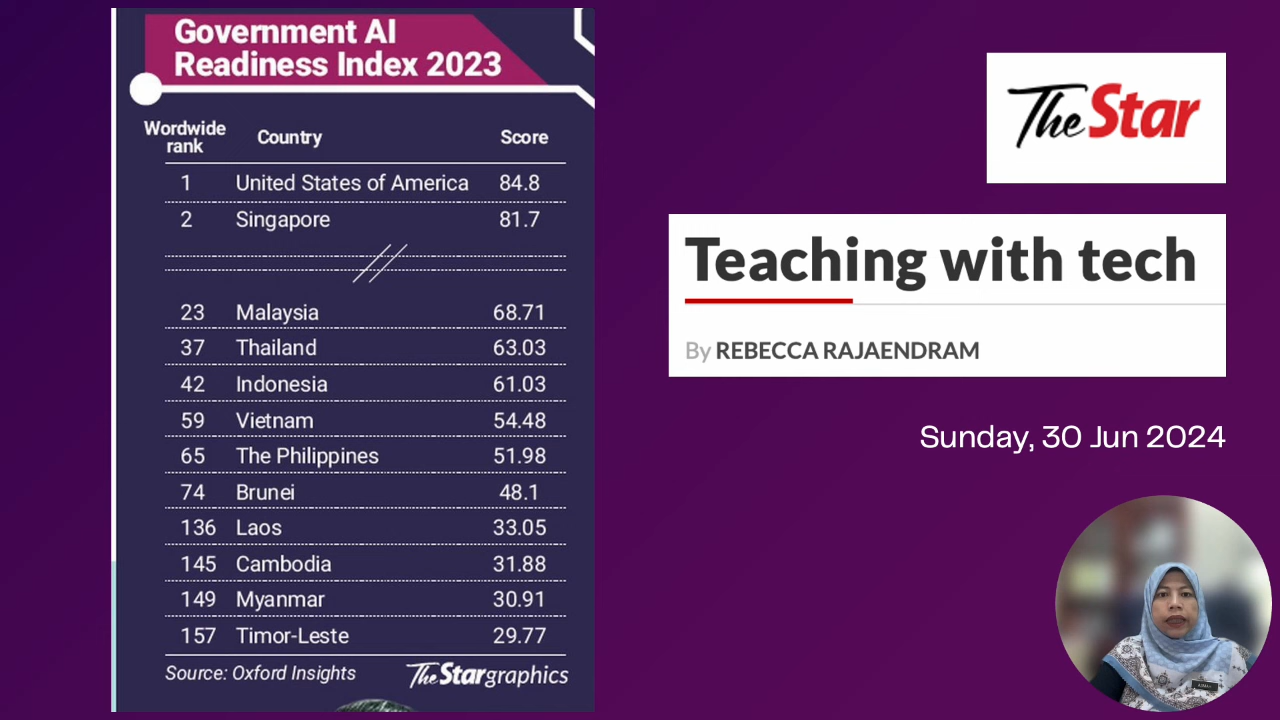 Government AI
Readiness Index 2023
Wordwide rank Country Score
1 United States of America 84.8
2 Singapore 81.7
23 Malaysia 68.71
37 Thailand 63.03
42 Indonesia 61.03
59 Vietnam 54.48
65 The Philippines 51.98
74 Brunei 48.1
136 Laos 33.05
145 Cambodia 31.88
149 Myanmar 30.91
157 Timor-Leste 29.77
Source: Oxford Insights TheStargraphics
The Star
Teaching with tech
By REBECCA RAJAENDRAM
Sunday, 30 Jun 2024